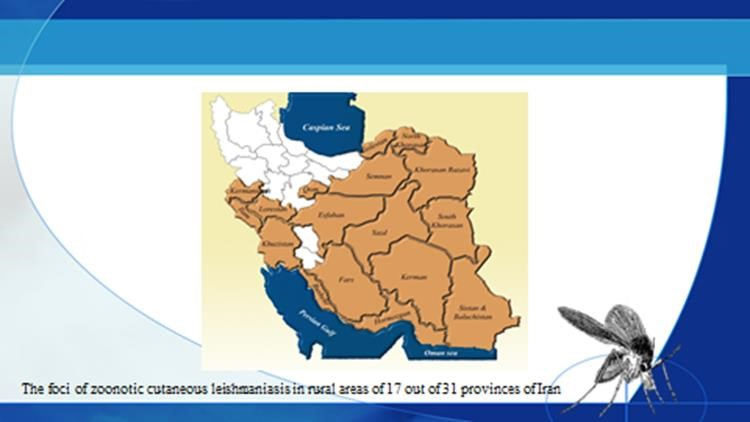 Caspian Sea
North
Khorasan
Semnan
Khorasan Razavi
Qom
Lorestan
Esfahan
Yazd
South
Khorasan
Khuzistan
Fars
Kerman
Sistan &
Baluchistan
Hormozgan
Persian Gulf
Oman sea
The foci of zoonotic cutaneous leishmaniasis in rural areas of 17 out of 31 provinces of Iran